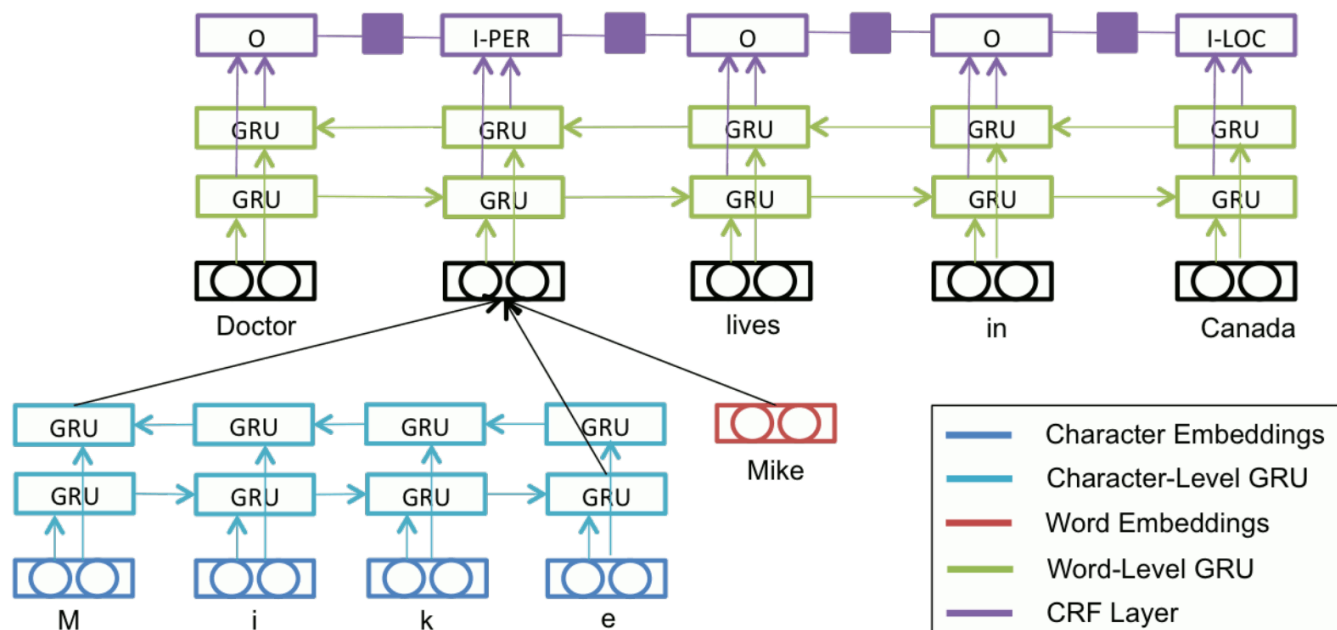 O I-PER O O I-LOC
GRU GRU GRU GRU GRU
GRU GRU GRU GRU GRU
Doctor lives in Canada
GRU GRU GRU GRU
Mike
GRU GRU GRU GRU
M i k e
Character Embeddings
Character-Level GRU
Word Embeddings
Word-Level GRU
CRF Layer